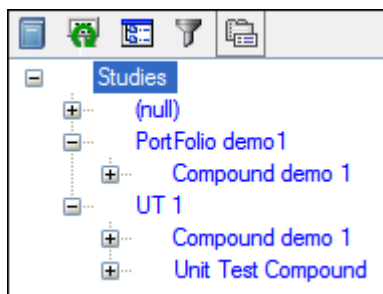 Studies
(null)
PortFolio demo1
Compound demo 1
UT 1
Compound demo 1
Unit Test Compound